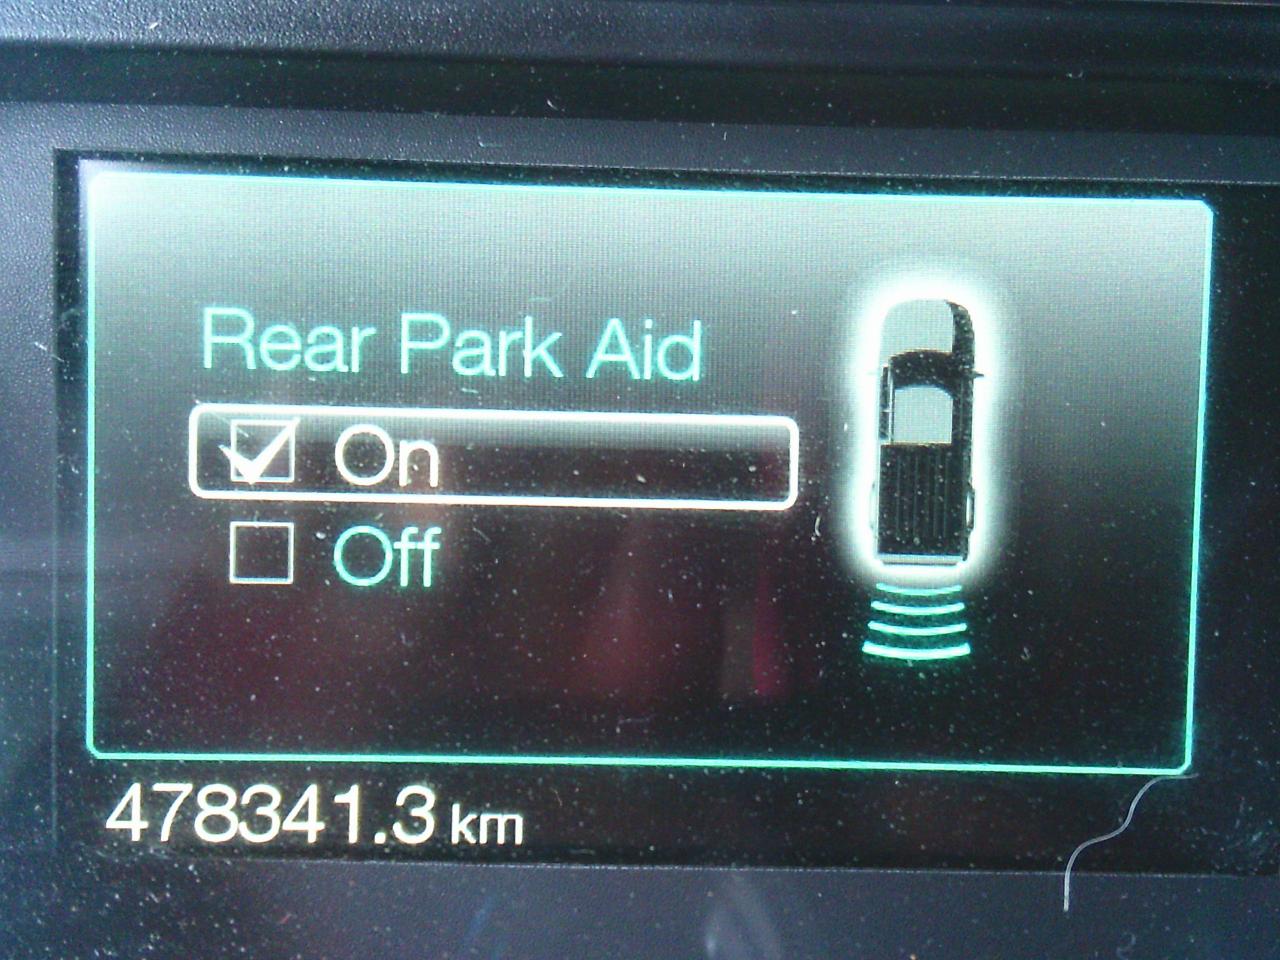 Rear Park Aid
On
Off
478341.3 km